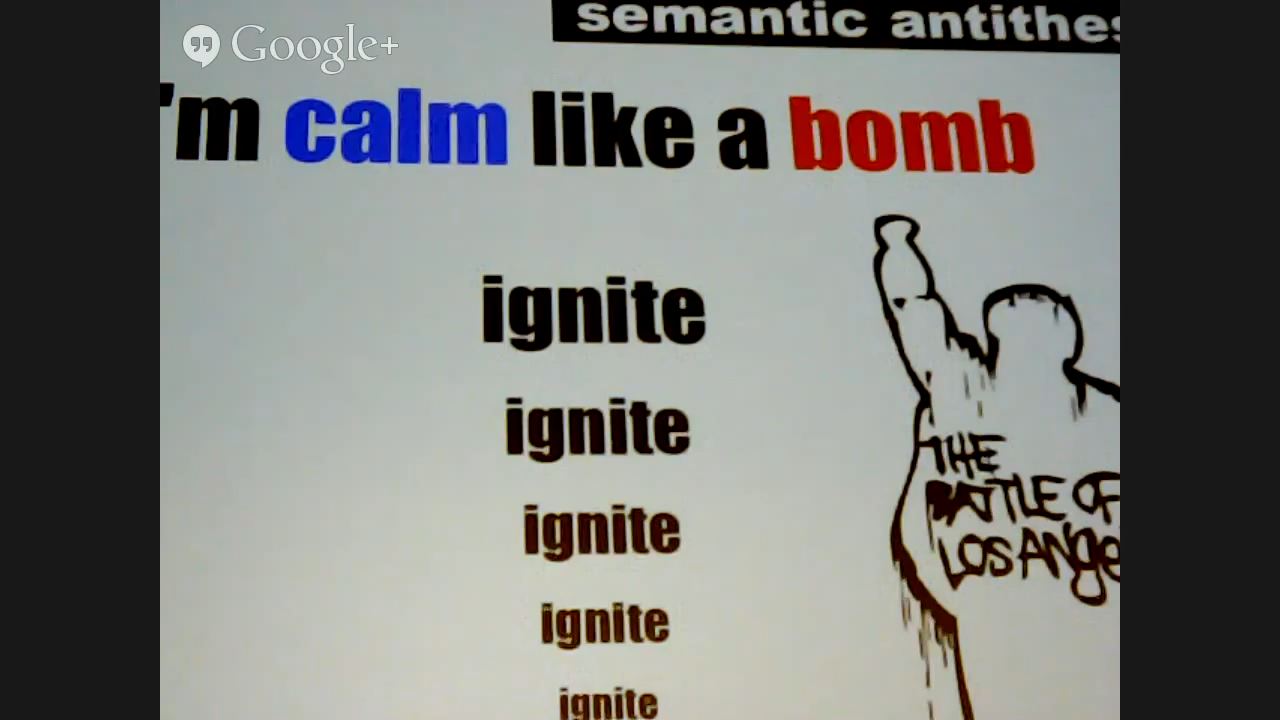 semantic antithes
Google+
'm calm like a bomb
ignite
ignite
ignite
ignite
ignite
THE
BATTLE OF
LOS ANGE